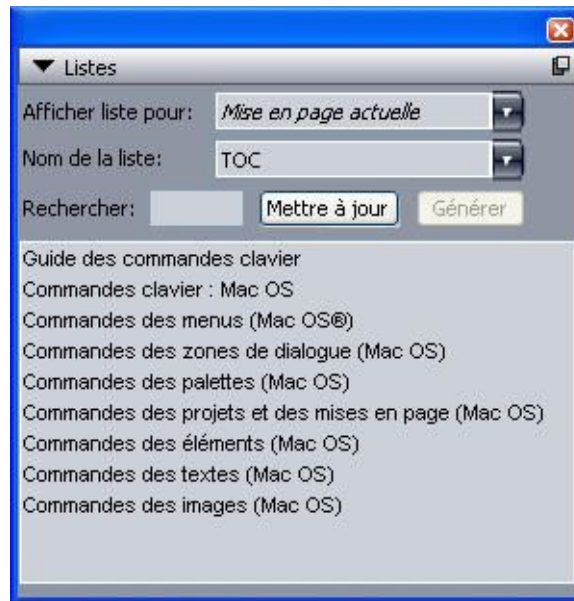 Listes
Afficher liste pour: Mise en page actuelle
Nom de la liste: TOC
Rechercher: Mettre à jour Générer
Guide des commandes clavier
Commandes clavier : Mac OS
Commandes des menus (Mac OS®)
Commandes des zones de dialogue (Mac OS)
Commandes des palettes (Mac OS)
Commandes des projets et des mises en page (Mac OS)
Commandes des éléments (Mac OS)
Commandes des textes (Mac OS)
Commandes des images (Mac OS)